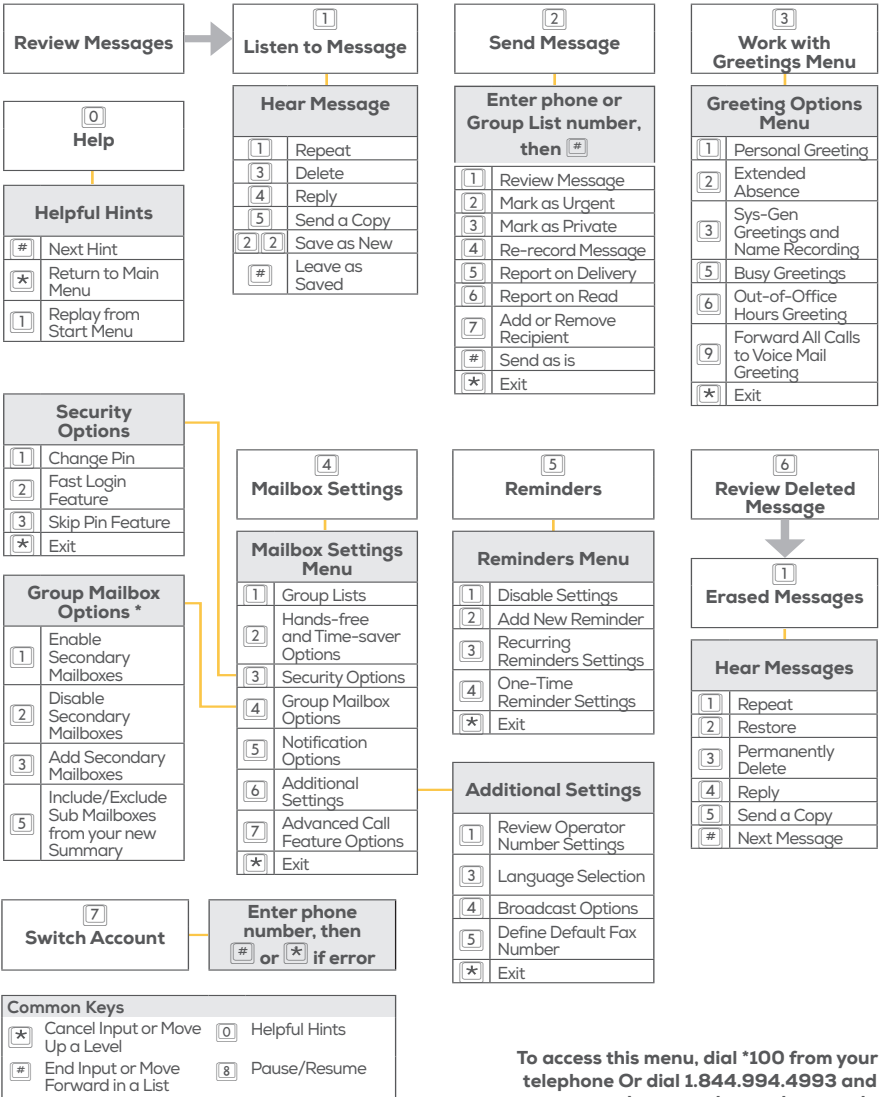 Review Messages
1
Listen to Message
Hear Message
1 Repeat
3 Delete
4 Reply
5 Send a Copy
2 2 Save as New
# Leave as
Saved
2
Send Message
Enter phone or
Group List number,
then #
1 Review Message
2 Mark as Urgent
3 Mark as Private
4 Re-record Message
5 Report on Delivery
6 Report on Read
7 Add or Remove
Recipient
# Send as is
* Exit
3
Work with
Greetings Menu
Greeting Options
Menu
1 Personal Greeting
2 Extended
Absence
3 Sys-Gen
Greetings and
Name Recording
5 Busy Greetings
6 Out-of-Office
Hours Greeting
9 Forward All Calls
to Voice Mail
Greeting
* Exit
0
Help
Helpful Hints
# Next Hint
* Return to Main
Menu
1 Replay from
Start Menu
Security
Options
1 Change Pin
2 Fast Login
Feature
3 Skip Pin Feature
* Exit
Group Mailbox
Options *
1 Enable
Secondary
Mailboxes
2 Disable
Secondary
Mailboxes
3 Add Secondary
Mailboxes
5 Include/Exclude
Sub Mailboxes
from your new
Summary
4
Mailbox Settings
Mailbox Settings
Menu
1 Group Lists
2 Hands-free
and Time-saver
Options
3 Security Options
4 Group Mailbox
Options
5 Notification
Options
6 Additional
Settings
7 Advanced Call
Feature Options
* Exit
5
Reminders
Reminders Menu
1 Disable Settings
2 Add New Reminder
3 Recurring
Reminders Settings
4 One-Time
Reminder Settings
* Exit
Additional Settings
1 Review Operator
Number Settings
3 Language Selection
4 Broadcast Options
5 Define Default Fax
Number
* Exit
6
Review Deleted
Message
1
Erased Messages
Hear Messages
1 Repeat
2 Restore
3 Permanently
Delete
4 Reply
5 Send a Copy
# Next Message
7
Switch Account
Enter phone
number, then
# or * if error
Common Keys
* Cancel Input or Move
Up a Level
0 Helpful Hints
# End Input or Move
Forward in a List
8 Pause/Resume
To access this menu, dial *100 from your
telephone Or dial 1.844.994.4993 and